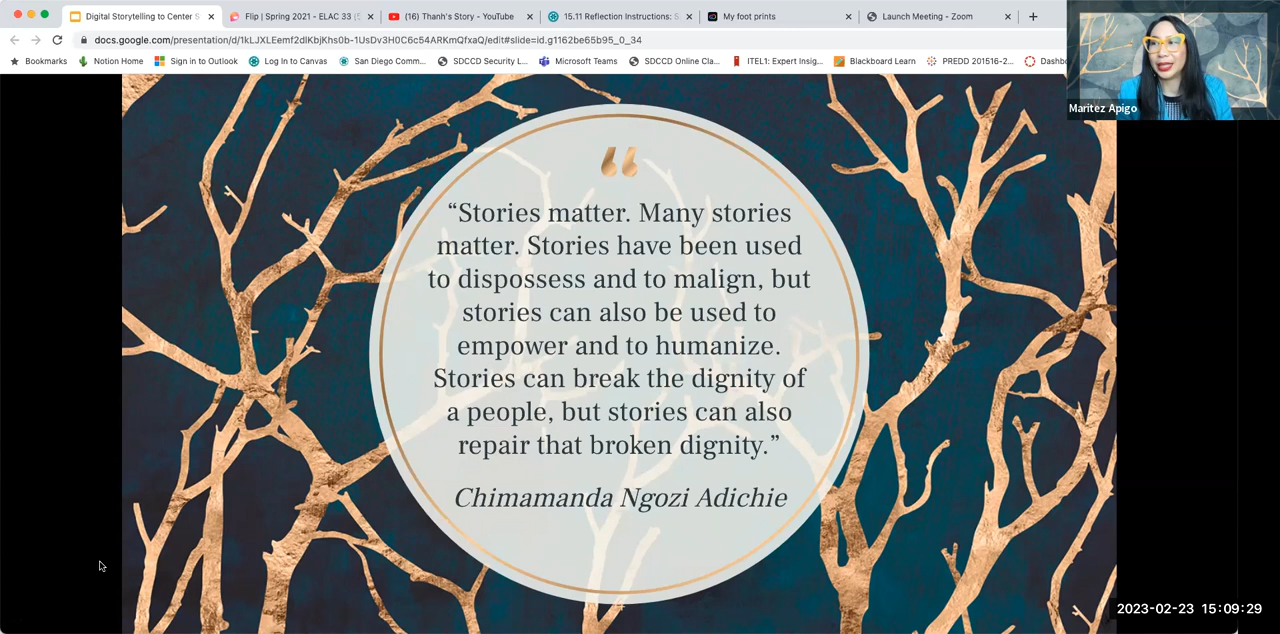 Digital Storytelling to Center S
Flip | Spring 2021 - ELAC 33 (
(16) Thanh's Story - YouTube
15.11 Reflection Instructions: S
My foot prints
Launch Meeting - Zoom
docs.google.com/presentation/d/1kLJXLEemf2dlKbjKhs0b-1UsDv3H0C6c54ARKmQfxaQ/edit#slide=id.g1162be65b95_0_34
Bookmarks
Notion Home
Sign in to Outlook
Log In to Canvas
San Diego Comm...
SDCCD Security L...
Microsoft Teams
SDCCD Online Cla...
ITEL1: Expert Insig...
Blackboard Learn
PREDD 201516-2...
Dashbo
Maritez Apigo
“
“Stories matter. Many stories
matter. Stories have been used
to dispossess and to malign, but
stories can also be used to
empower and to humanize.
Stories can break the dignity of
a people, but stories can also
repair that broken dignity.”
Chimamanda Ngozi Adichie
2023-02-23 15:09:29